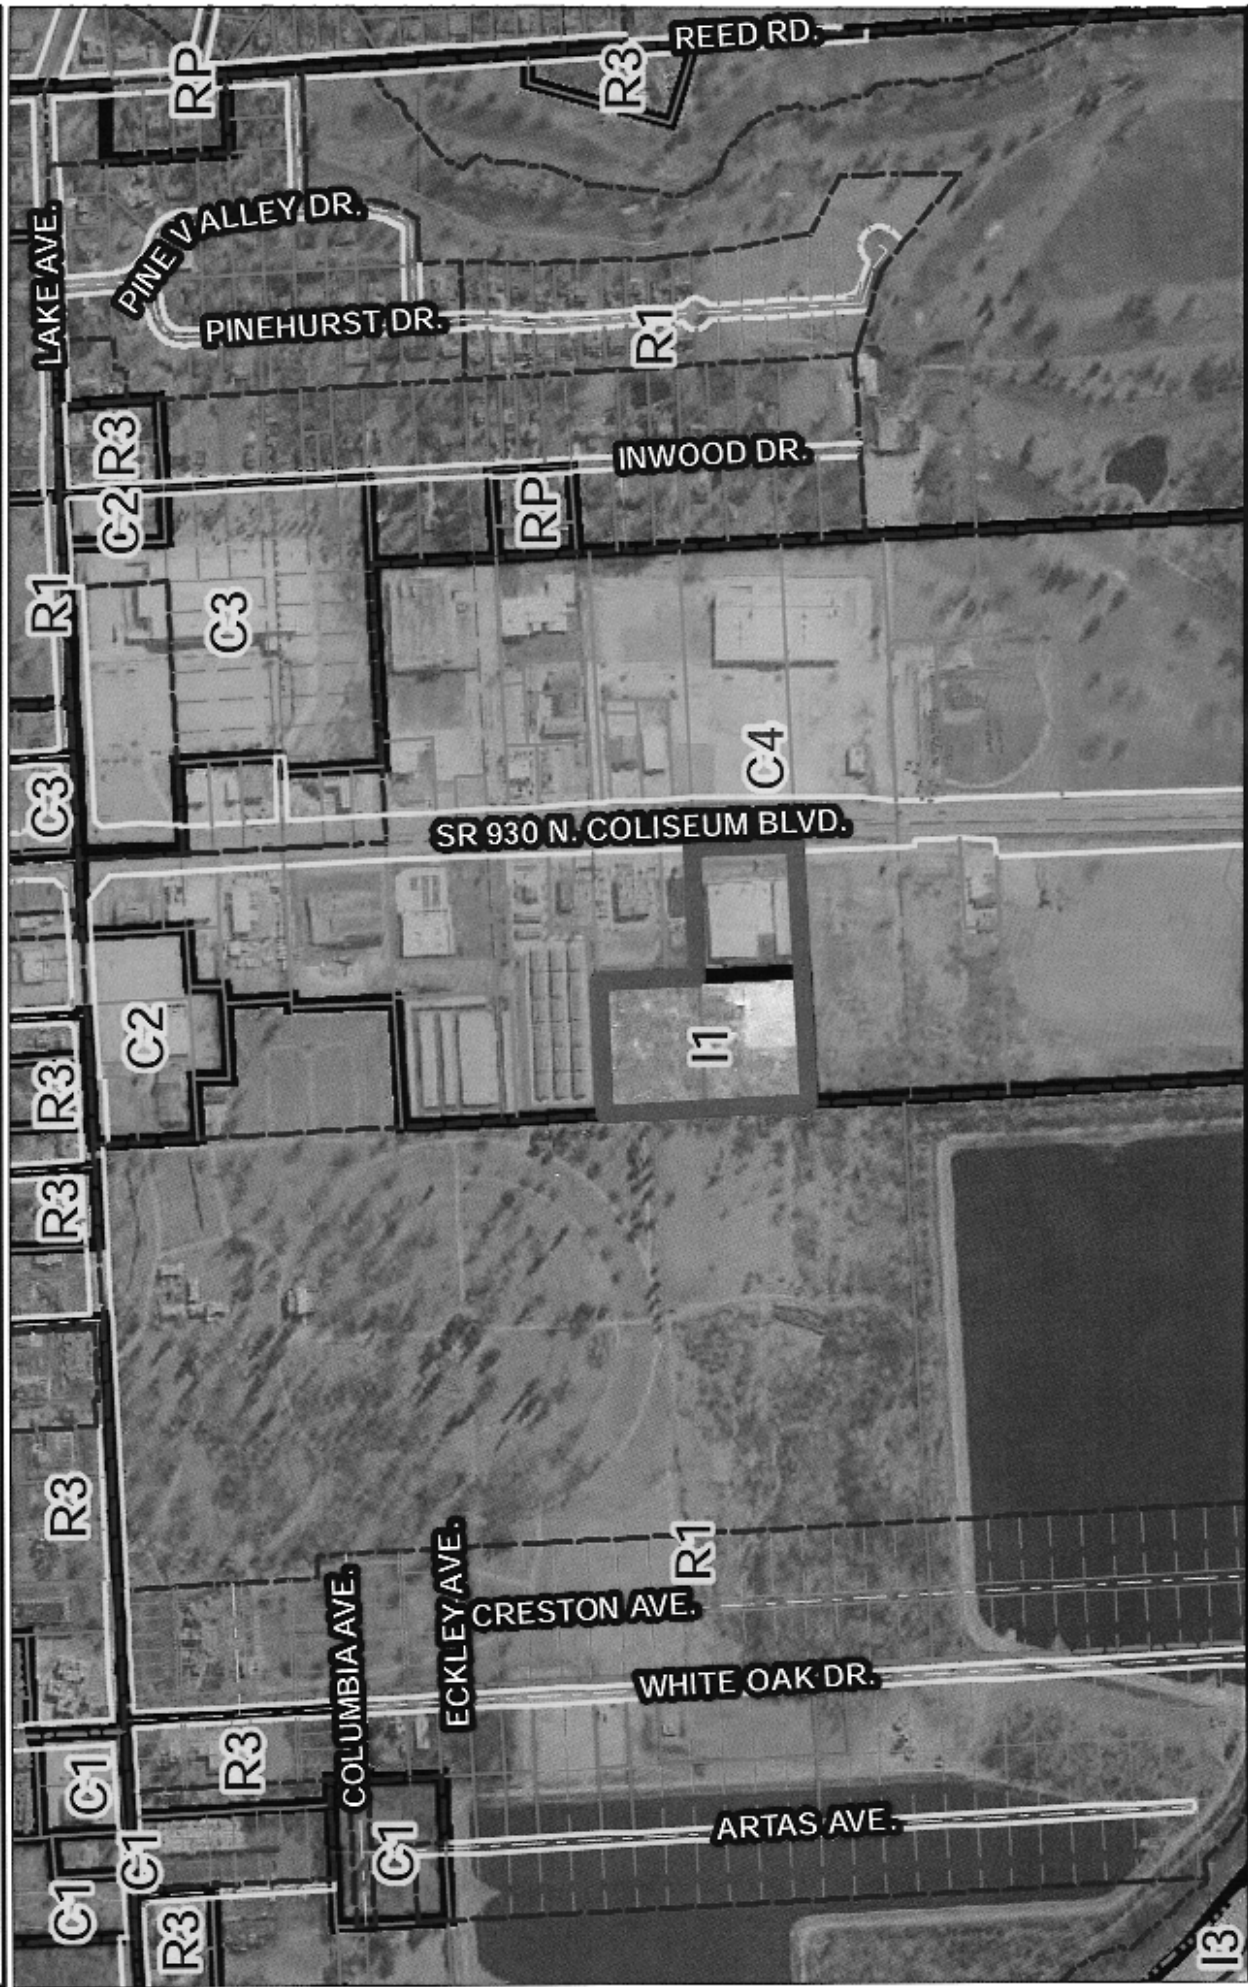 REED RD.
RP
R3
PINE VALLEY DR.
LAKE AVE.
PINEHURST DR.
R1
R3
INWOOD DR.
C2
RP
R1
C3
C4
C3
SR 930 N. COLISEUM BLVD.
C2
I1
R3
R3
R3
R1
COLUMBIA AVE.
ECKLEY AVE.
CRESTON AVE.
WHITE OAK DR.
R3
C1
ARTAS AVE.
C1
C1
C1
R3
I3